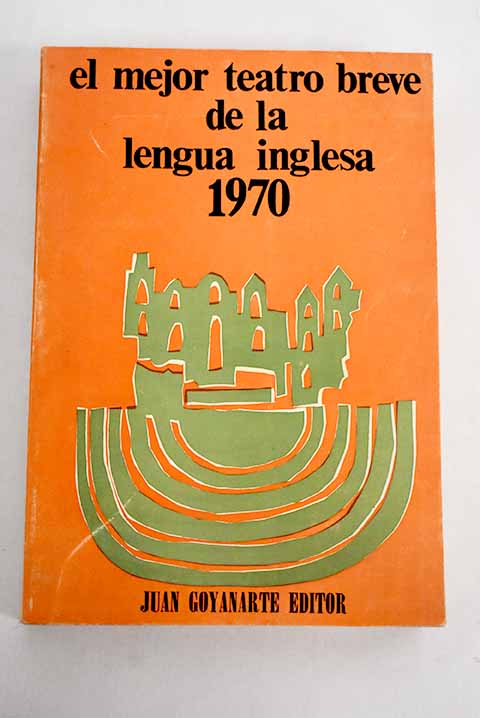 el mejor teatro breve
de la
lengua inglesa
1970
JUAN GOYANARTE EDITOR